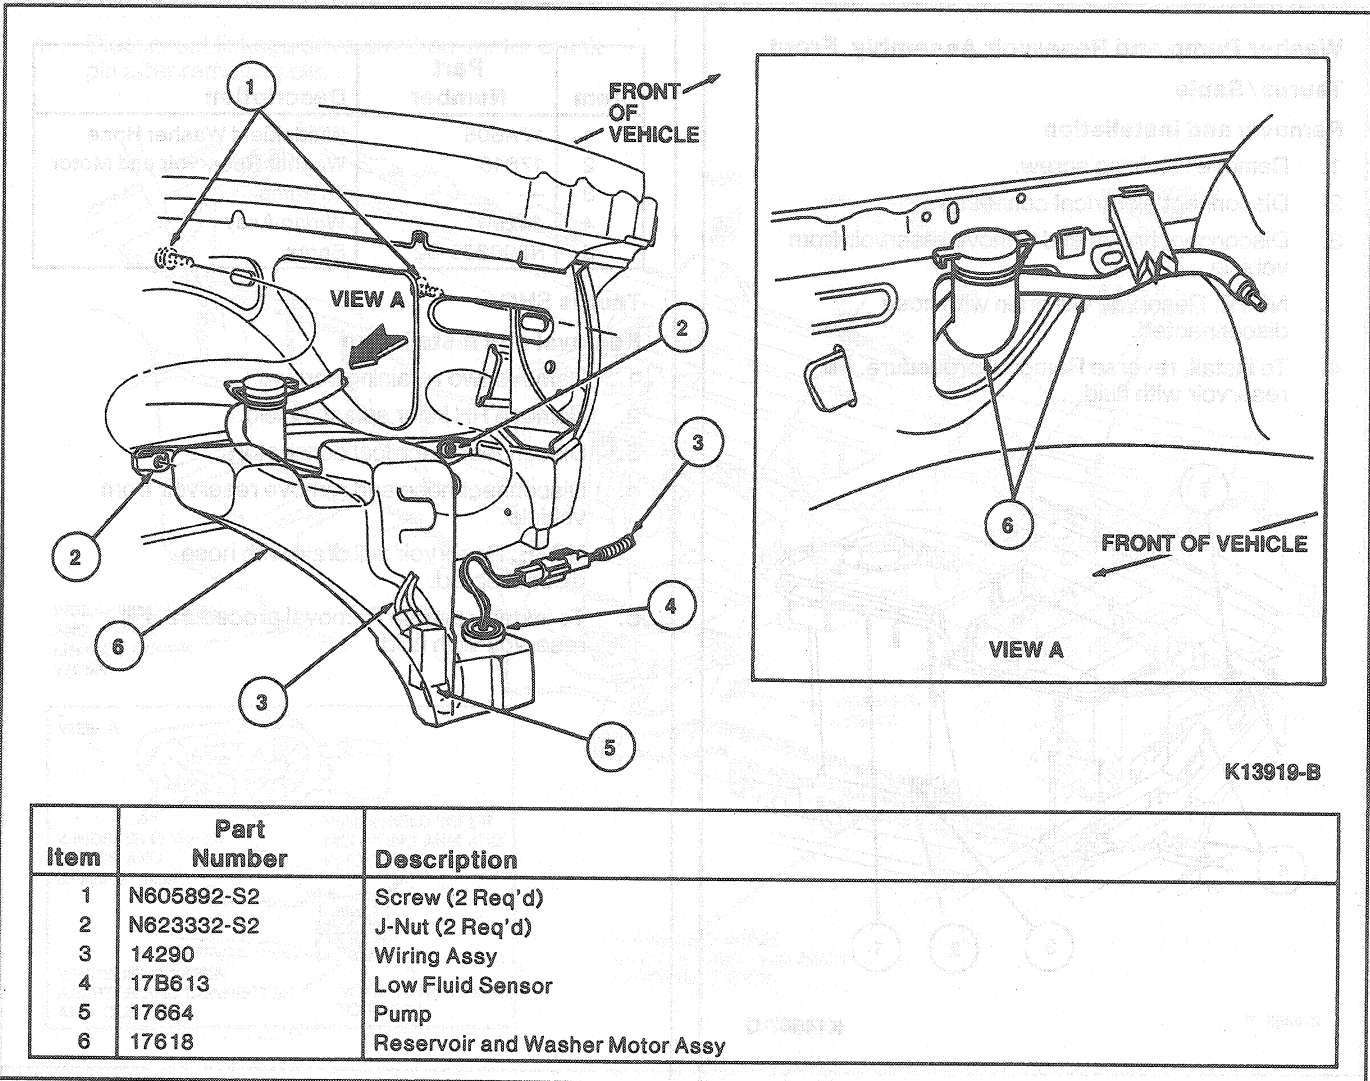 1
FRONT
OF
VEHICLE
VIEW A
2
3
2
6
4
3
5
6
FRONT OF VEHICLE
VIEW A
K13919-B
Item Part Number Description
1 N605892-S2 Screw (2 Req'd)
2 N623332-S2 J-Nut (2 Req'd)
3 14290 Wiring Assy
4 17B613 Low Fluid Sensor
5 17664 Pump
6 17618 Reservoir and Washer Motor Assy